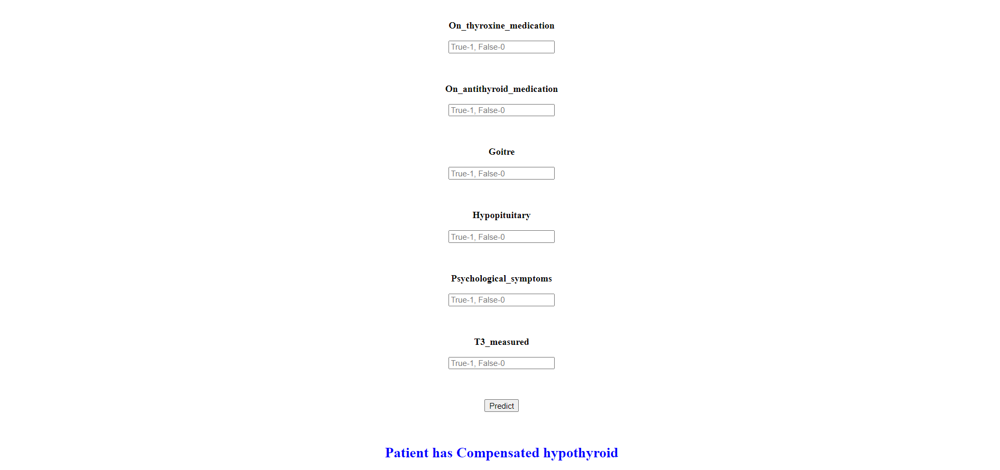 On_thyroxine_medication
True-1, False-0
On_antithyroid_medication
True-1, False-0
Goitre
True-1, False-0
Hypopituitary
True-1, False-0
Psychological_symptoms
True-1, False-0
T3_measured
True-1, False-0
Predict
Patient has Compensated hypothyroid